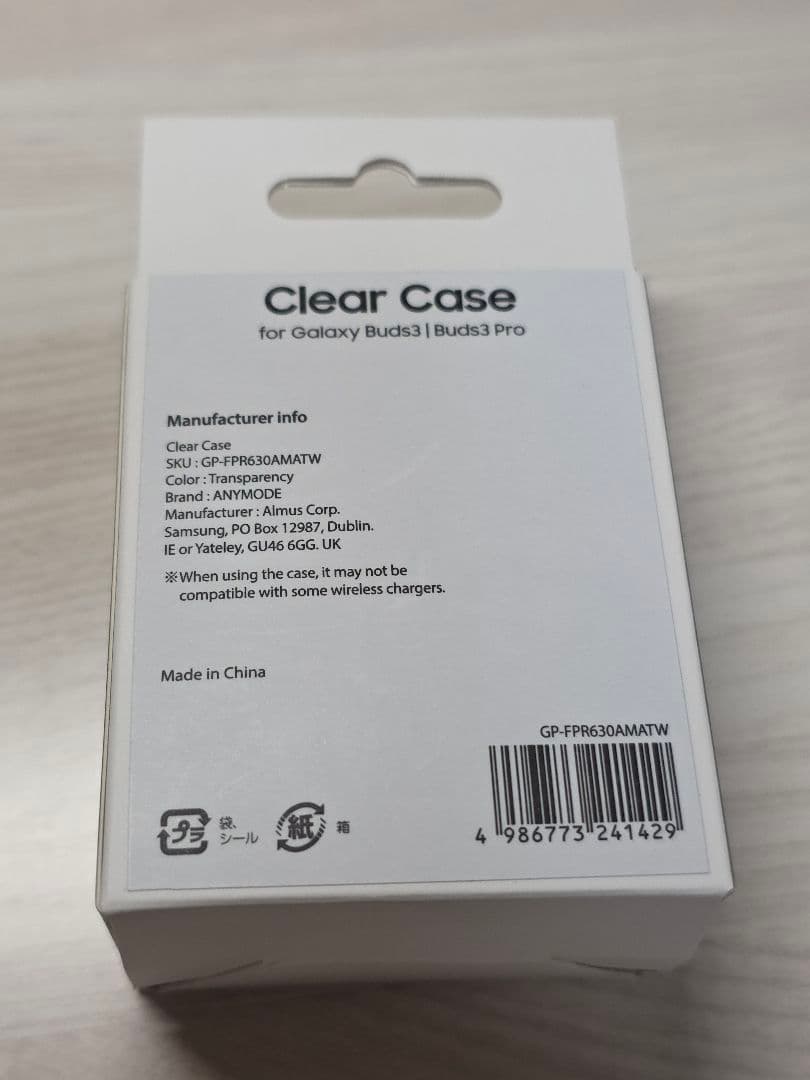 Clear Case
for Galaxy Buds3 | Buds3 Pro
Manufacturer info
Clear Case
SKU : GP-FPR630AMATW
Color : Transparency
Brand : ANYMODE
Manufacturer : Almus Corp.
Samsung, PO Box 12987, Dublin.
IE or Yateley, GU46 6GG. UK
※When using the case, it may not be
compatible with some wireless chargers.
Made in China
GP-FPR630AMATW
4 986773 241429
プラ
袋、
シール
紙
箱